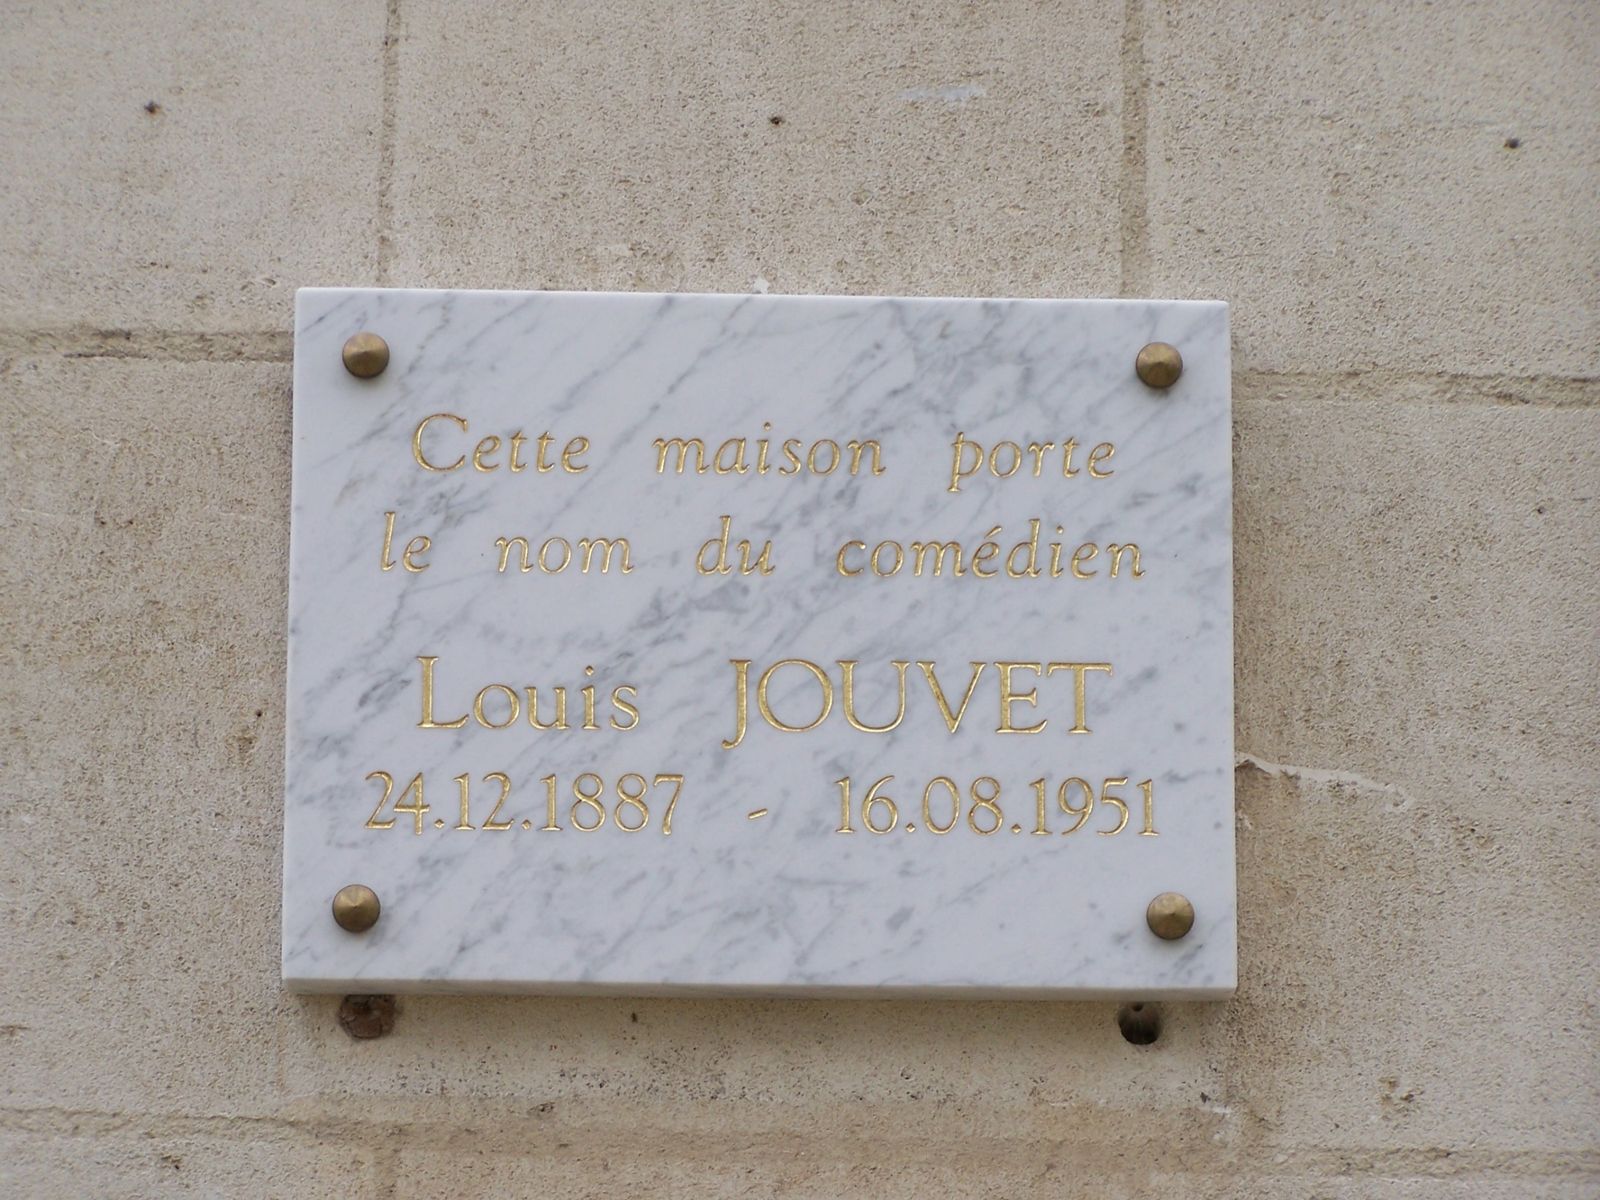 Cette maison porte
le nom du comédien
Louis JOUVET
24.12.1887 - 16.08.1951